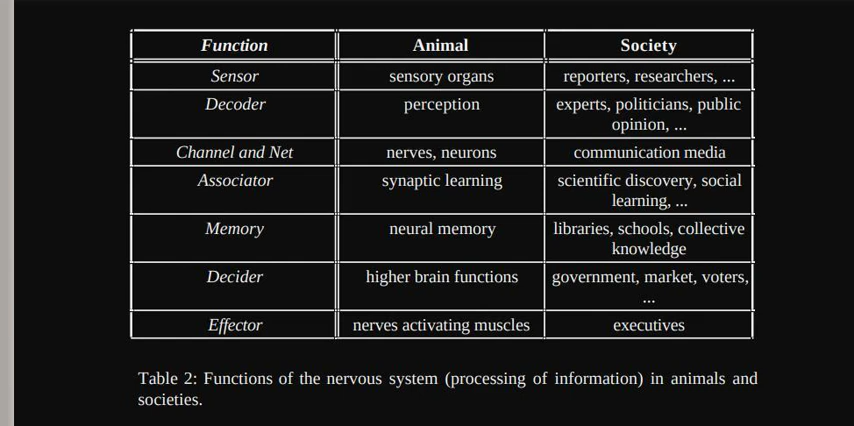 Function Animal Society
Sensor sensory organs reporters, researchers, ...
Decoder perception experts, politicians, public
opinion, ...
Channel and Net nerves, neurons communication media
Associator synaptic learning scientific discovery, social
learning, ...
Memory neural memory libraries, schools, collective
knowledge
Decider higher brain functions government, market, voters,
...
Effector nerves activating muscles executives
Table 2: Functions of the nervous system (processing of information) in animals and
societies.